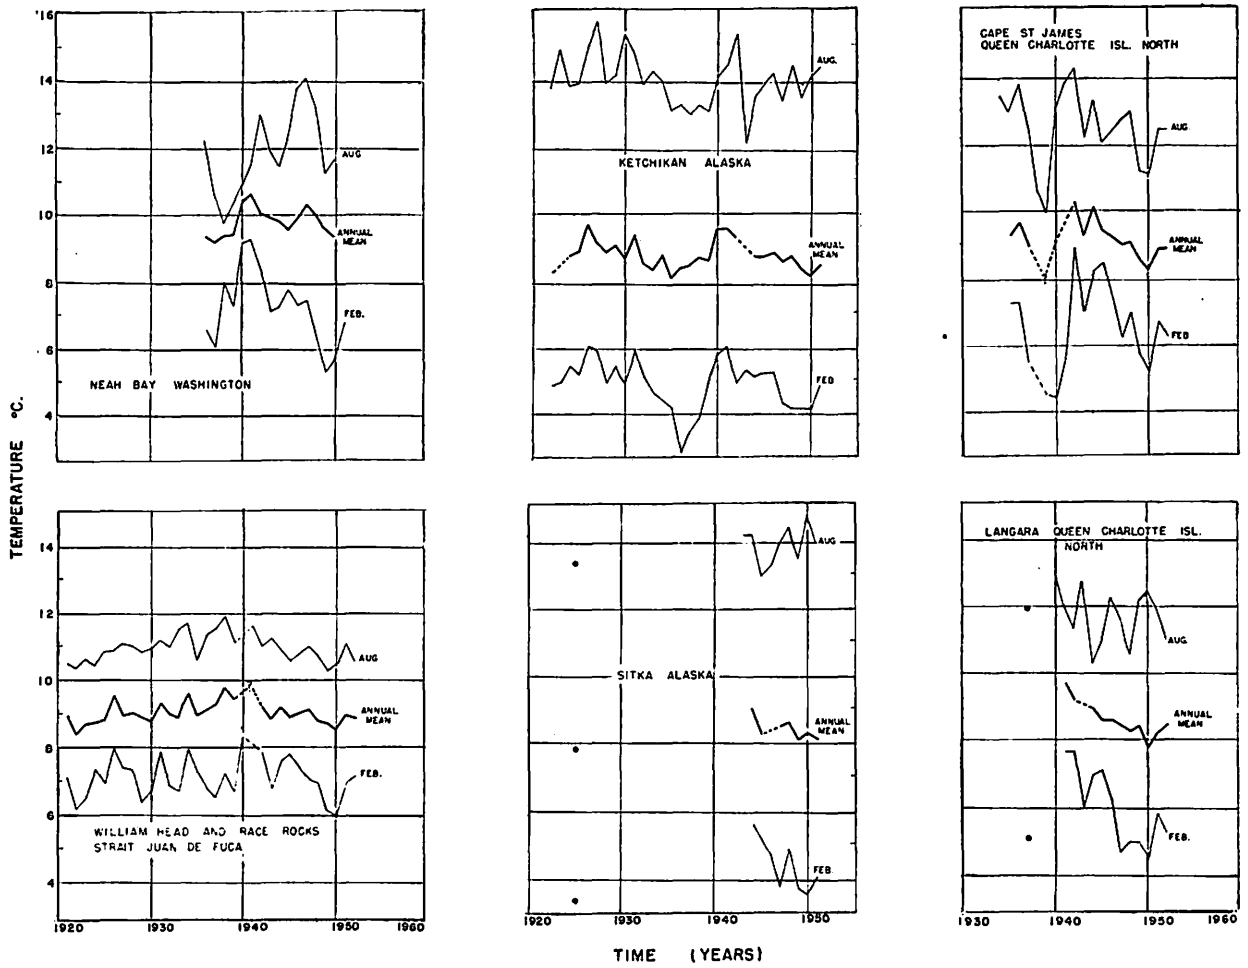 TEMPERATURE °C.
16
14
12
10
8
6
4
AUG
ANNUAL
MEAN
FEB.
NEAH BAY WASHINGTON
AUG.
KETCHIKAN ALASKA
ANNUAL
MEAN
FEB
CAPE ST JAMES
QUEEN CHARLOTTE ISL. NORTH
AUG
ANNUAL
MEAN
FEB
14
12
10
8
6
4
AUG
ANNUAL
MEAN
FEB.
WILLIAM HEAD AND RACE ROCKS
STRAIT JUAN DE FUCA
1920 1930 1940 1950 1960
AUG
SITKA ALASKA
ANNUAL
MEAN
FEB.
1920 1930 1940 1950
LANGARA QUEEN CHARLOTTE ISL.
NORTH
AUG.
ANNUAL
MEAN
FEB.
1930 1940 1950 1960
TIME (YEARS)